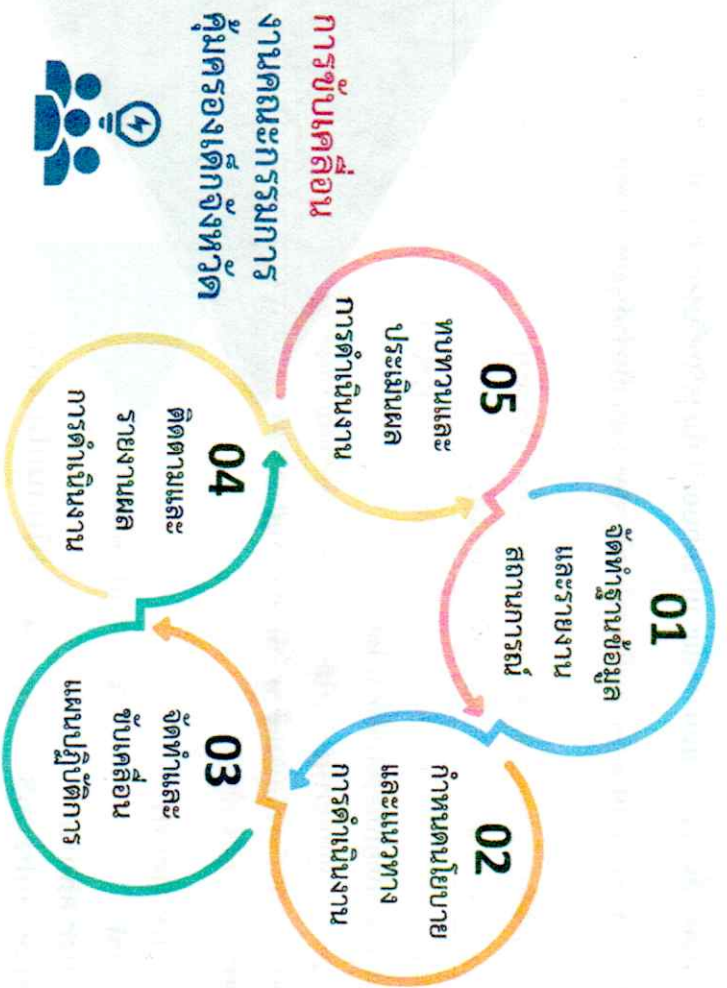 การขับเคลื่อน
งานคณะกรรมการ
คุ้มครองเด็กจังหวัด
01
จัดทำฐานข้อมูล
และรายงาน
สถานการณ์
02
กำหนดนโยบาย
และแนวทาง
การดำเนินงาน
03
จัดทำและ
ขับเคลื่อน
แผนปฏิบัติการ
04
ติดตามและ
รายงานผล
การดำเนินงาน
05
ทบทวนและ
ประเมินผล
การดำเนินงาน